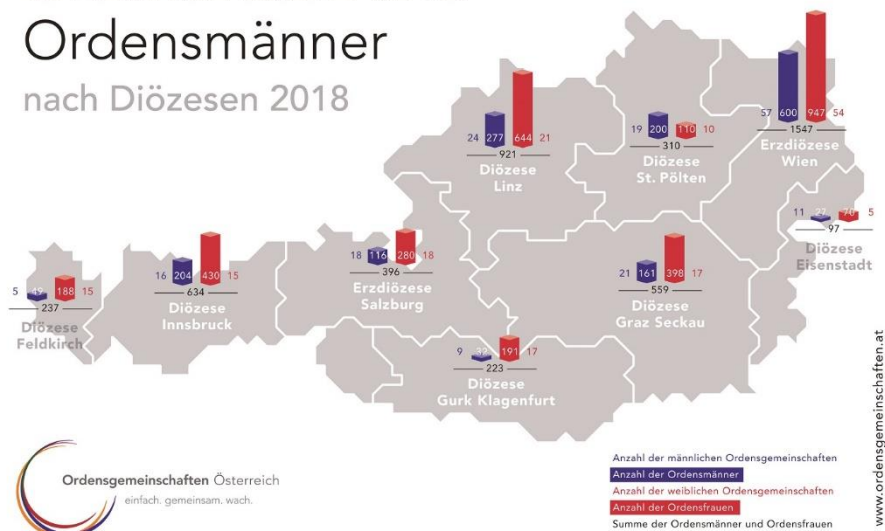 Ordensmänner
nach Diözesen 2018
57 600 947 54
1547
Erzdiözese
Wien
24 277 644 21
921
Diözese
Linz
19 200 110 10
310
Diözese
St. Pölten
11 27 70 5
97
Diözese
Eisenstadt
5 49 188 15
237
Diözese
Feldkirch
16 204 430 15
634
Diözese
Innsbruck
18 116 280 18
396
Erzdiözese
Salzburg
21 161 398 17
559
Diözese
Graz Seckau
9 32 191 17
223
Diözese
Gurk Klagenfurt
Ordensgemeinschaften Österreich
einfach. gemeinsam. wach.
Anzahl der männlichen Ordensgemeinschaften
Anzahl der Ordensmänner
Anzahl der weiblichen Ordensgemeinschaften
Anzahl der Ordensfrauen
Summe der Ordensmänner und Ordensfrauen
www.ordensgemeinschaften.at